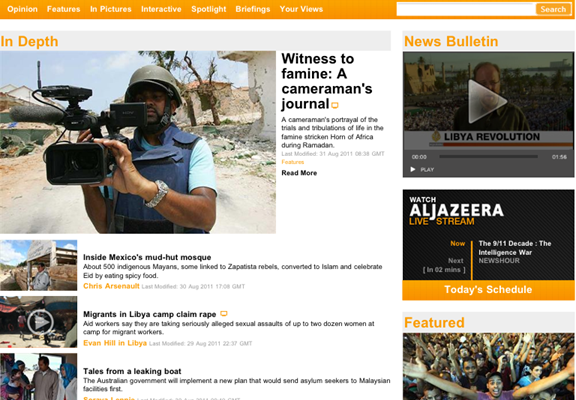 Opinion Features In Pictures Interactive Spotlight Briefings Your Views
Search
In Depth
Witness to
famine: A
cameraman's
journal
A cameraman's portrayal of the
trials and tribulations of life in the
famine stricken Horn of Africa
during Ramadan.
Last Modified: 31 Aug 2011 08:38 GMT
Features
Read More
Inside Mexico's mud-hut mosque
About 500 indigenous Mayans, some linked to Zapatista rebels, converted to Islam and celebrate
Eid by eating spicy food.
Chris Arsenault Last Modified: 30 Aug 2011 17:08 GMT
Migrants in Libya camp claim rape
Aid workers say they are taking seriously alleged sexual assaults of up to two dozen women at
camp for migrant workers.
Evan Hill in Libya Last Modified: 29 Aug 2011 22:37 GMT
Tales from a leaking boat
The Australian government will implement a new plan that would send asylum seekers to Malaysian
facilities first.
News Bulletin
LIBYA REVOLUTION
00:00 01:56
PLAY
WATCH
ALJAZEERA
LIVE STREAM
Now The 9/11 Decade : The
Intelligence War
Next NEWSHOUR
[ In 02 mins ]
Today's Schedule
Featured